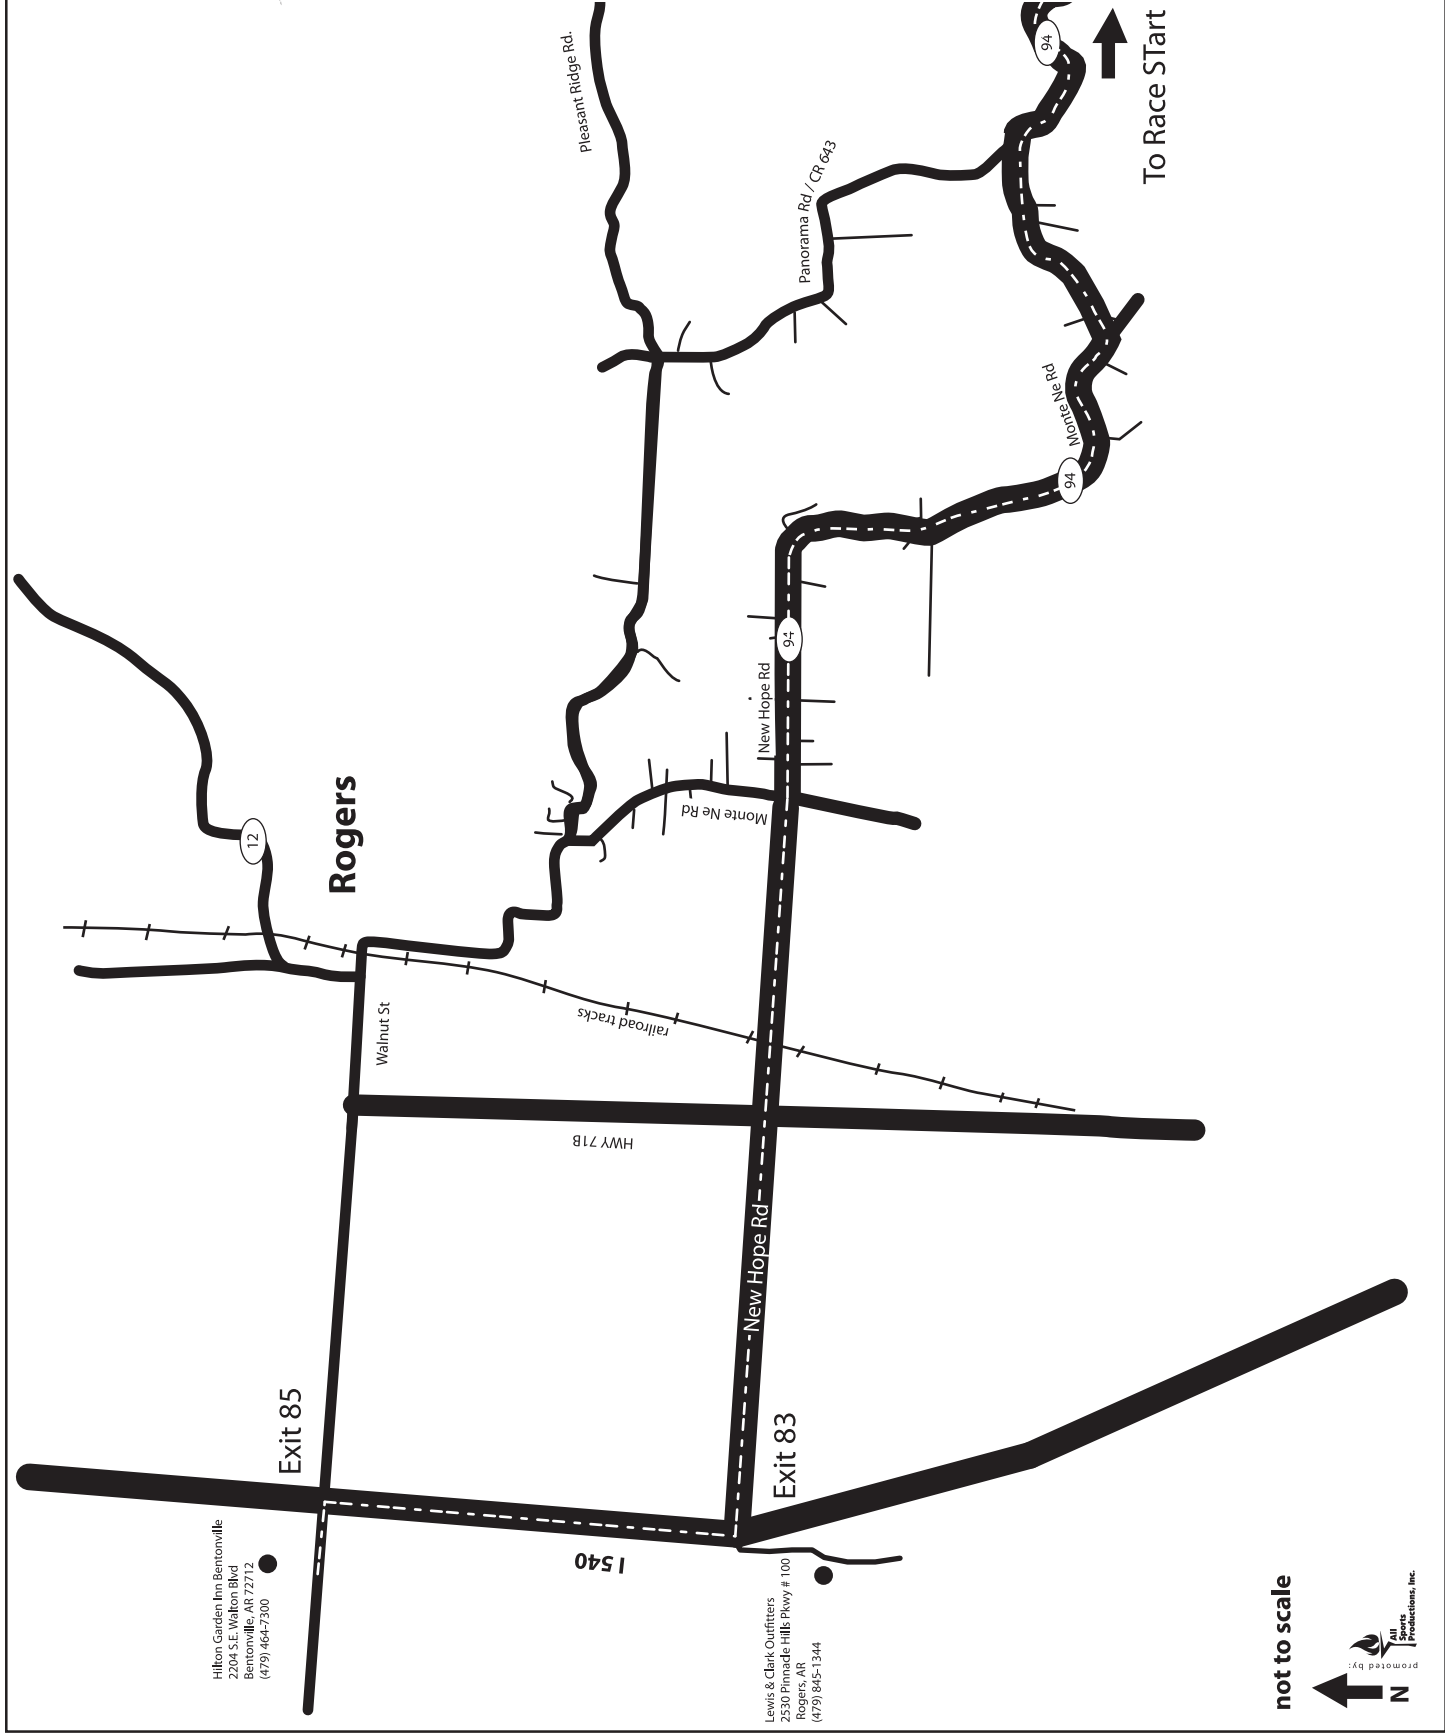 Pleasant Ridge Rd.
94
To Race STart
Panorama Rd / CR 643
Monte Ne Rd
94
94
New Hope Rd
12
Rogers
Monte Ne Rd
Walnut St
railroad tracks
HWY 71B
New Hope Rd
Exit 85
Exit 83
I 540
Hilton Garden Inn Bentonville
2204 S.E. Walton Blvd
Bentonville, AR 72712
(479) 464-7300
Lewis & Clark Outfitters
2530 Pinnacle Hills Pkwy # 100
Rogers, AR
(479) 845-1344
not to scale
N
promoted by:
All
Sports
Productions, Inc.